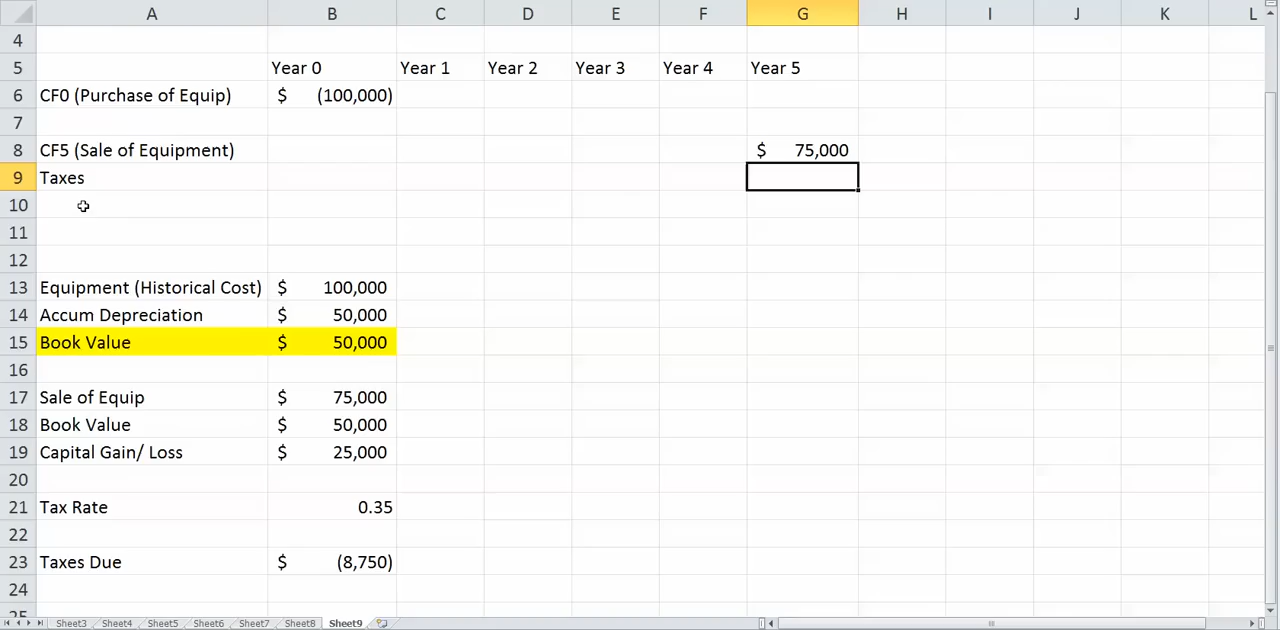 A B C D E F G H I J K L
4
5 Year 0 Year 1 Year 2 Year 3 Year 4 Year 5
6 CF0 (Purchase of Equip) $ (100,000)
7
8 CF5 (Sale of Equipment) $ 75,000
9 Taxes
10
11
12
13 Equipment (Historical Cost) $ 100,000
14 Accum Depreciation $ 50,000
15 Book Value $ 50,000
16
17 Sale of Equip $ 75,000
18 Book Value $ 50,000
19 Capital Gain/ Loss $ 25,000
20
21 Tax Rate 0.35
22
23 Taxes Due $ (8,750)
24
25
Sheet3 Sheet4 Sheet5 Sheet6 Sheet7 Sheet8 Sheet9